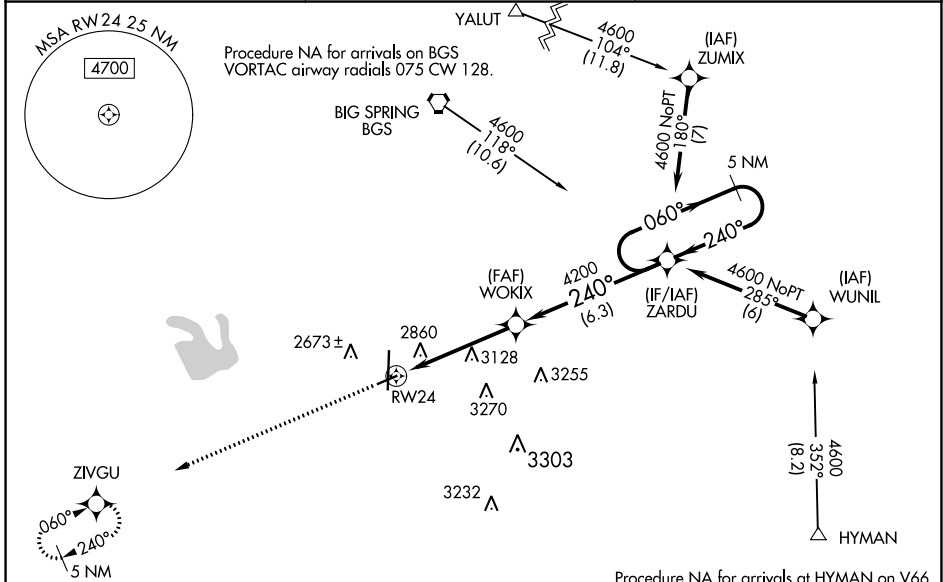 MSA RW24 25 NM
4700
Procedure NA for arrivals on BGS
VORTAC airway radials 075 CW 128.
YALUT
4600
104°
(11.8)
(IAF)
ZUMIX
BIG SPRING
BGS
4600
118°
(10.6)
4600 NoPT
180°
(7)
5 NM
060°
240°
(FAF)
WOKIX
4200
240°
(6.3)
(IF/IAF)
ZARDU
4600 NoPT
285°
(6)
(IAF)
WUNIL
2673±
2860
3128
3255
RW24
3270
3303
3232
4600
352°
(8.2)
HYMAN
ZIVGU
060°
240°
5 NM
Procedure NA for arrivals at HYMAN on V66